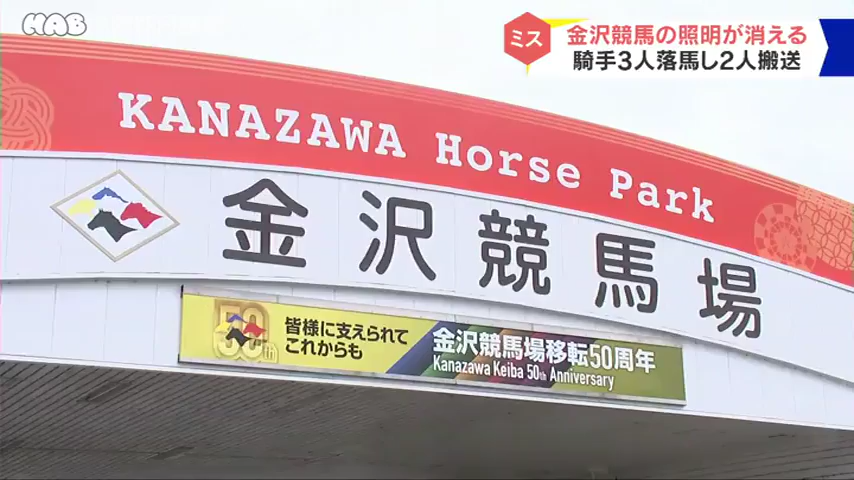 HAB
ミス
金沢競馬の照明が消える
騎手3人落馬し2人搬送
KANAZAWA Horse Park
金沢競馬場
50th
皆様に支えられて
これからも
金沢競馬場移転50周年
Kanazawa Keiba 50th Anniversary